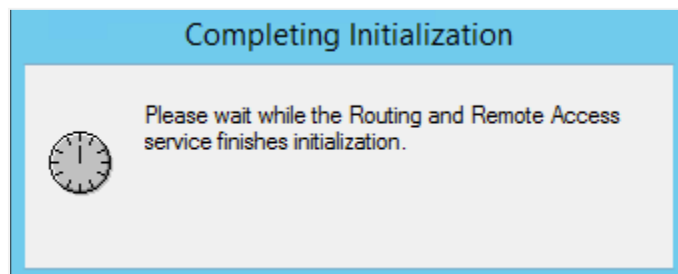 Completing Initialization
Please wait while the Routing and Remote Access
service finishes initialization.